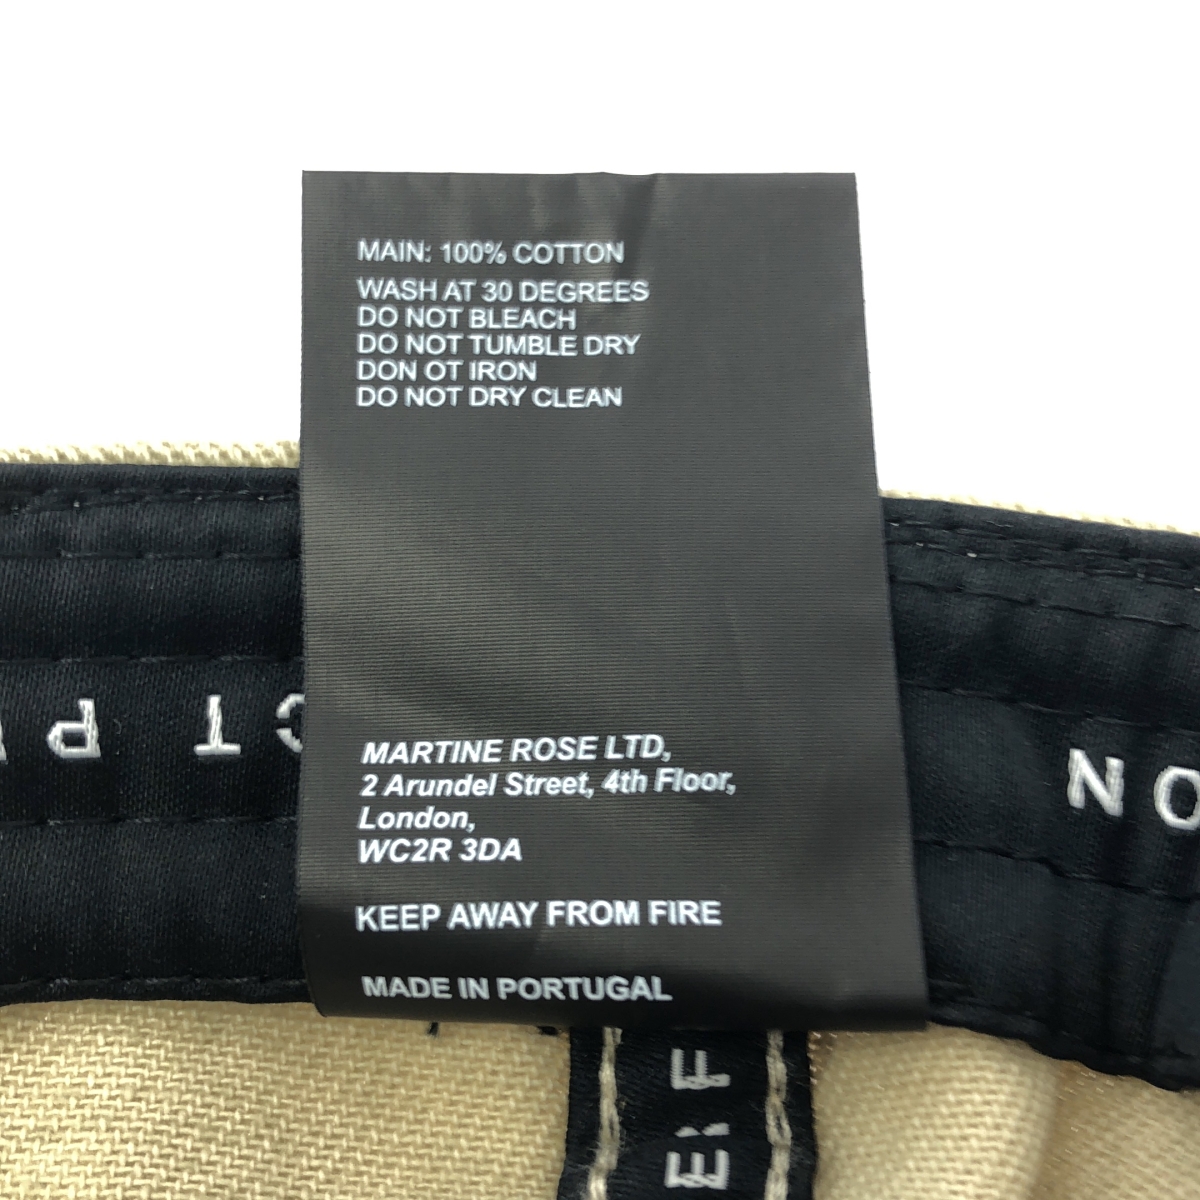 MAIN: 100% COTTON
WASH AT 30 DEGREES
DO NOT BLEACH
DO NOT TUMBLE DRY
DON OT IRON
DO NOT DRY CLEAN
MARTINE ROSE LTD,
2 Arundel Street, 4th Floor,
London,
WC2R 3DA
KEEP AWAY FROM FIRE
MADE IN PORTUGAL